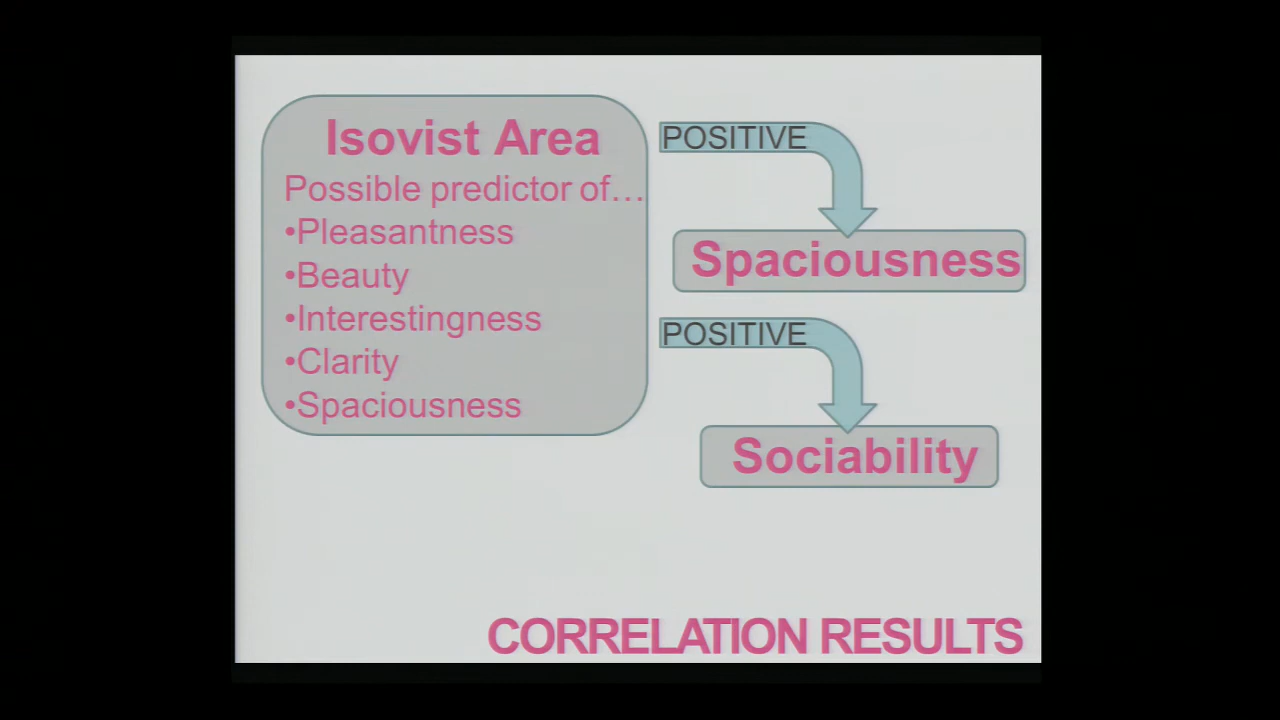 Isovist Area
Possible predictor of…
•Pleasantness
•Beauty
•Interestingness
•Clarity
•Spaciousness
POSITIVE
Spaciousness
POSITIVE
Sociability
CORRELATION RESULTS